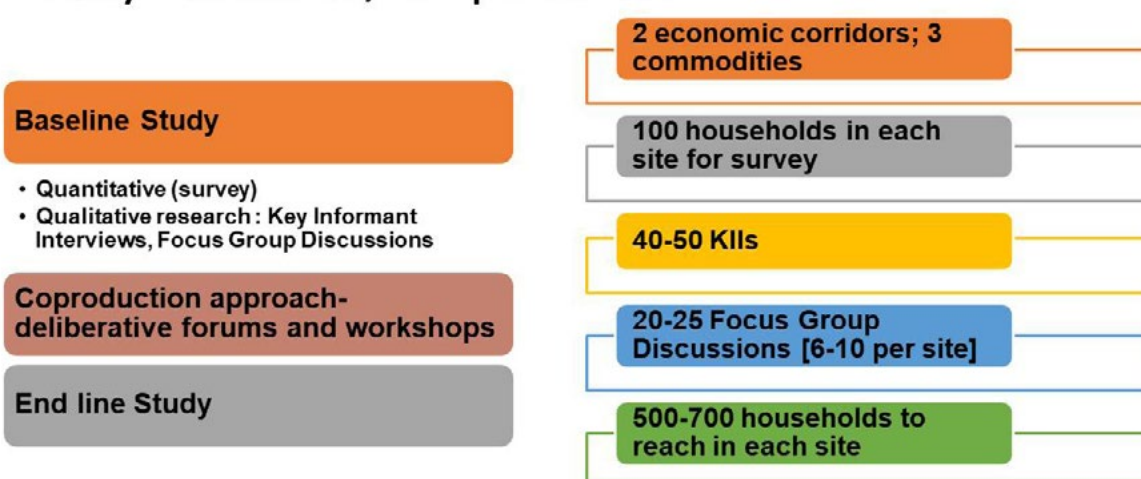 Baseline Study
• Quantitative (survey)
• Qualitative research : Key Informant
Interviews, Focus Group Discussions
Coproduction approach-
deliberative forums and workshops
End line Study
2 economic corridors; 3
commodities
100 households in each
site for survey
40-50 KIIs
20-25 Focus Group
Discussions [6-10 per site]
500-700 households to
reach in each site